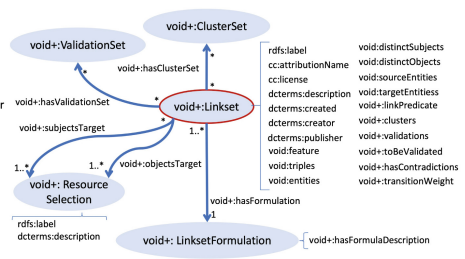 void+:ClusterSet
void+:ValidationSet
void+:hasClusterSet
void+:hasValidationSet
void+:Linkset
r
void+:subjectsTarget
void+:objectsTarget
void+: Resource
Selection
void+:hasFormulation
void+: LinksetFormulation
void+:hasFormulaDescription
rdfs:label
dcterms:description
rdfs:label
cc:attributionName
cc:license
dcterms:description
dcterms:created
dcterms:creator
dcterms:publisher
void:feature
void:triples
void:entities
void:distinctSubjects
void:distinctObjects
void:sourceEntities
void:targetEntitiess
void+:linkPredicate
void+:clusters
void+:validations
void+:toBeValidated
void+:hasContradictions
void+:transitionWeight
*
*
*
*
*
*
1..*
1..*
1..*
1